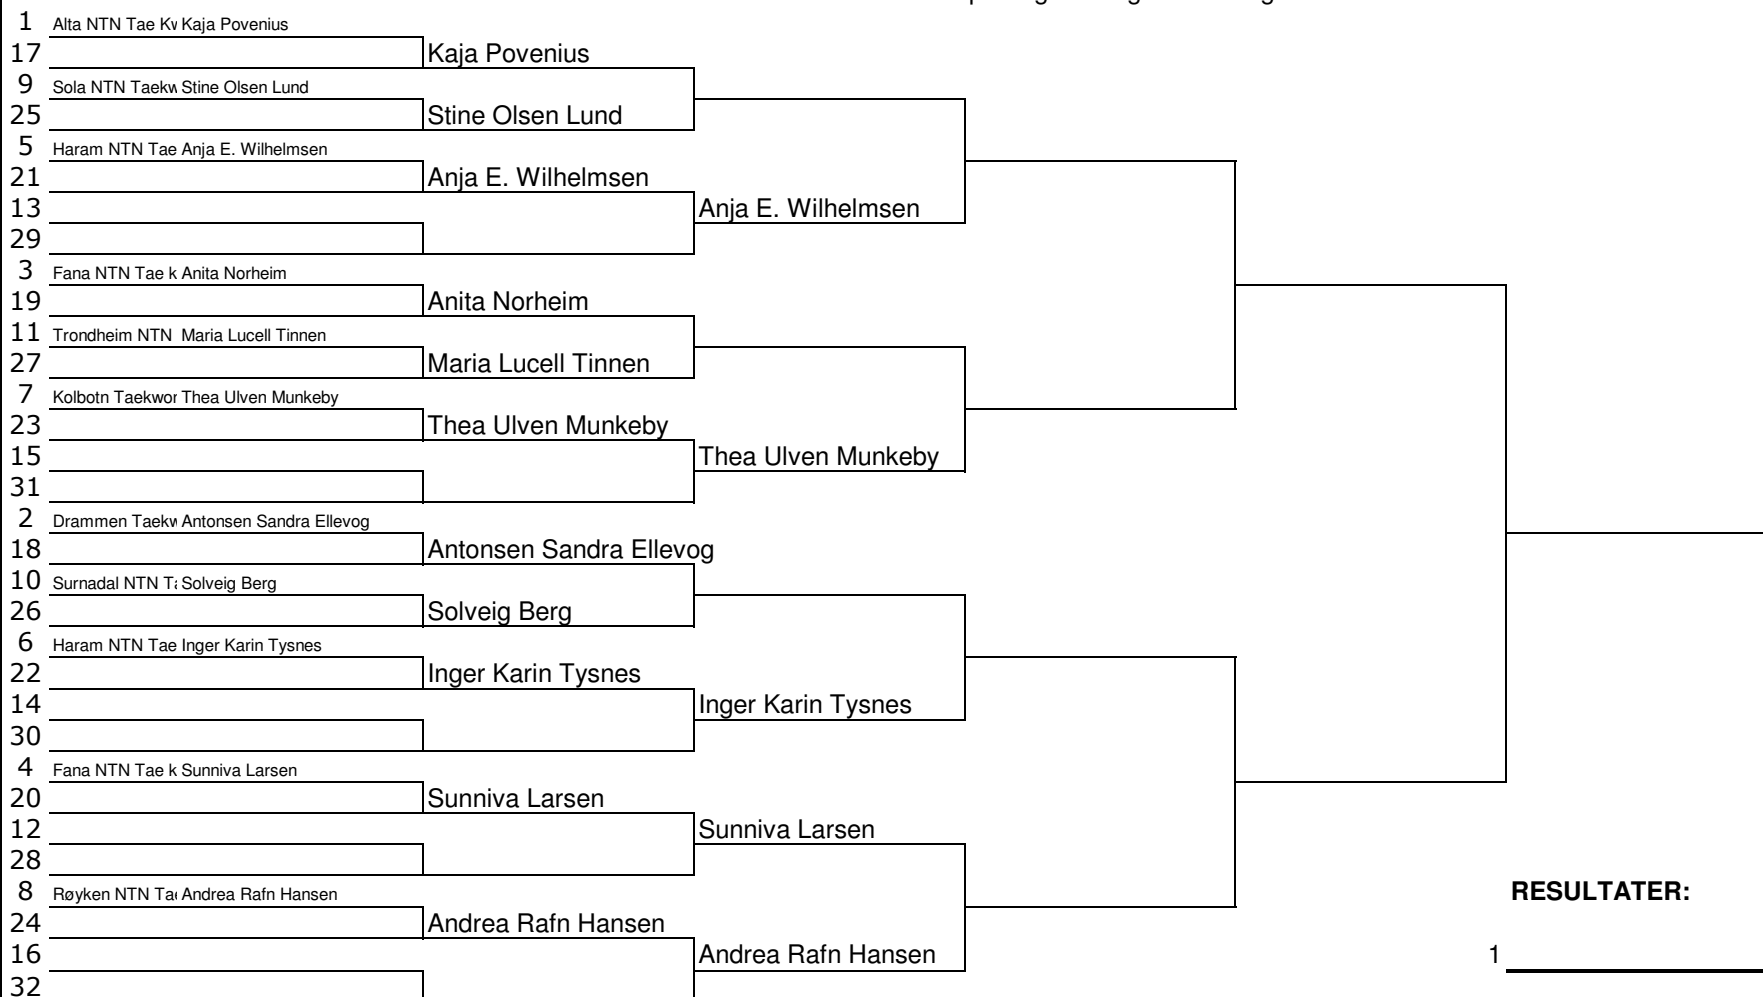 1 Alta NTN Tae Kv Kaja Povenius
17 Kaja Povenius
9 Sola NTN Taekw Stine Olsen Lund
25 Stine Olsen Lund
5 Haram NTN Tae Anja E. Wilhelmsen
21 Anja E. Wilhelmsen
13 Anja E. Wilhelmsen
29
3 Fana NTN Tae k Anita Norheim
19 Anita Norheim
11 Trondheim NTN Maria Lucell Tinnen
27 Maria Lucell Tinnen
7 Kolbotn Taekwor Thea Ulven Munkeby
23 Thea Ulven Munkeby
15 Thea Ulven Munkeby
31
2 Drammen Taekw Antonsen Sandra Ellevog
18 Antonsen Sandra Ellevog
10 Surnadal NTN Ta Solveig Berg
26 Solveig Berg
6 Haram NTN Tae Inger Karin Tysnes
22 Inger Karin Tysnes
14 Inger Karin Tysnes
30
4 Fana NTN Tae k Sunniva Larsen
20 Sunniva Larsen
12 Sunniva Larsen
28
8 Røyken NTN Tae Andrea Rafn Hansen
RESULTATER:
24 Andrea Rafn Hansen
16 Andrea Rafn Hansen 1
32